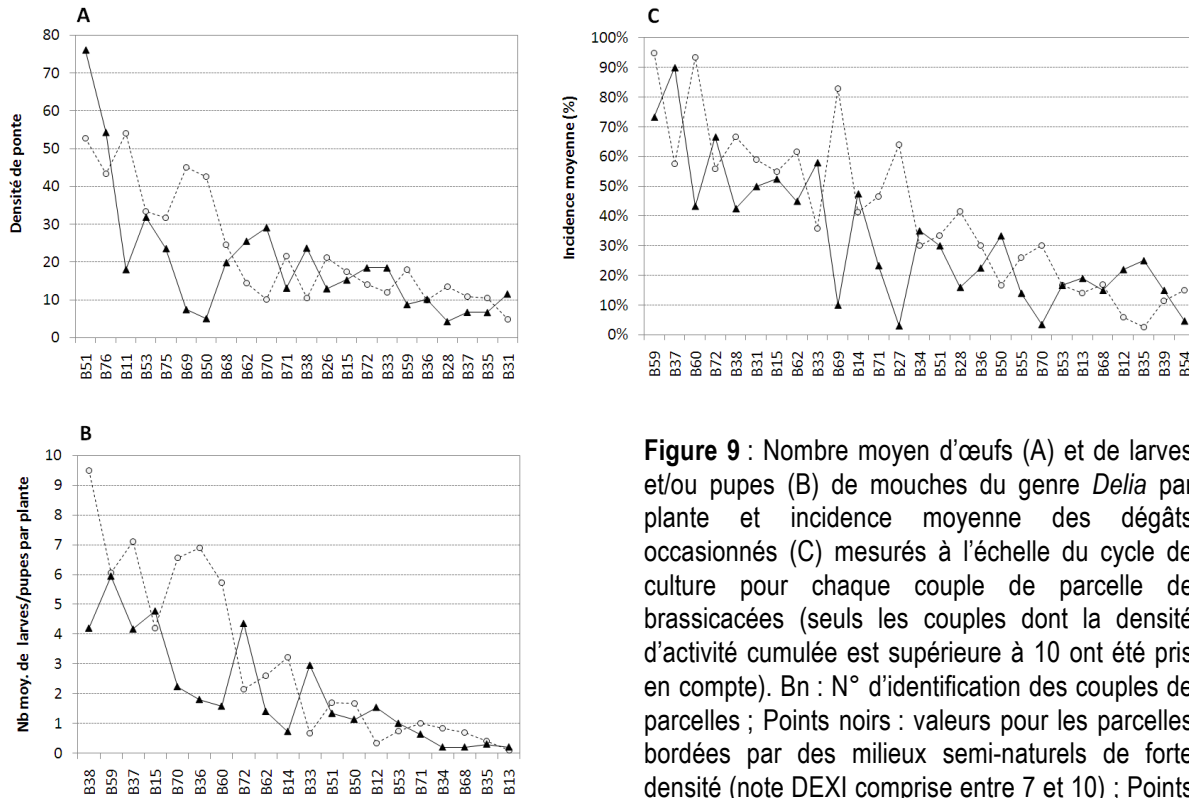 A
Densité de ponte
80
70
60
50
40
30
20
10
0
B51 B76 B11 B53 B75 B69 B50 B68 B62 B70 B71 B38 B26 B15 B72 B33 B59 B36 B28 B37 B35 B31
C
Incidence moyenne (%)
100%
90%
80%
70%
60%
50%
40%
30%
20%
10%
0%
B59 B37 B60 B72 B38 B31 B15 B62 B33 B69 B14 B71 B27 B34 B51 B28 B36 B50 B55 B70 B53 B13 B68 B12 B35 B39 B54
B
Nb moy. de larves/pupes par plante
10
9
8
7
6
5
4
3
2
1
0
B38 B59 B37 B15 B70 B36 B60 B72 B62 B14 B33 B51 B50 B12 B53 B71 B34 B68 B35 B13
Figure 9 : Nombre moyen d'œufs (A) et de larves
et/ou pupes (B) de mouches du genre Delia par
plante et incidence moyenne des dégâts
occasionnés (C) mesurés à l'échelle du cycle de
culture pour chaque couple de parcelle de
brassicacées (seuls les couples dont la densité
d'activité cumulée est supérieure à 10 ont été pris
en compte). Bn : N° d'identification des couples de
parcelles ; Points noirs : valeurs pour les parcelles
bordées par des milieux semi-naturels de forte
densité (note DEXI comprise entre 7 et 10) ; Points